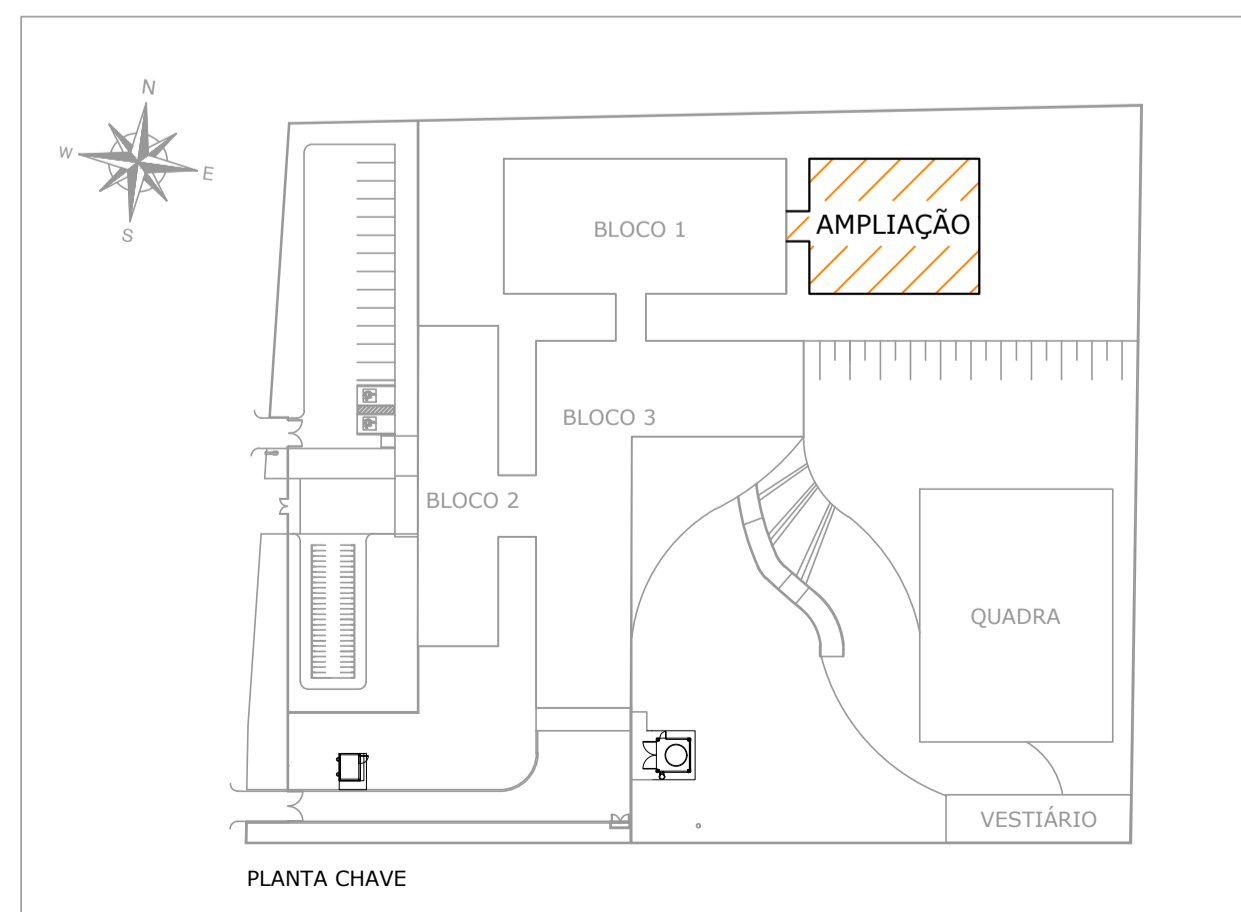 N
W
E
S
BLOCO 1
AMPLIAÇÃO
BLOCO 3
BLOCO 2
QUADRA
VESTIÁRIO
PLANTA CHAVE